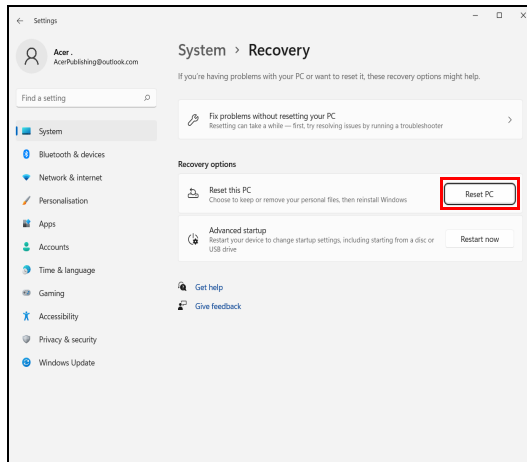 Settings
Acer .
AcerPublishing@outlook.com
Find a setting
System
Bluetooth & devices
Network & internet
Personalisation
Apps
Accounts
Time & language
Gaming
Accessibility
Privacy & security
Windows Update
System > Recovery
If you're having problems with your PC or want to reset it, these recovery options might help.
Fix problems without resetting your PC
Resetting can take a while — first, try resolving issues by running a troubleshooter
Recovery options
Reset this PC
Choose to keep or remove your personal files, then reinstall Windows
Reset PC
Advanced startup
Restart your device to change startup settings, including starting from a disc or
USB drive
Restart now
Get help
Give feedback